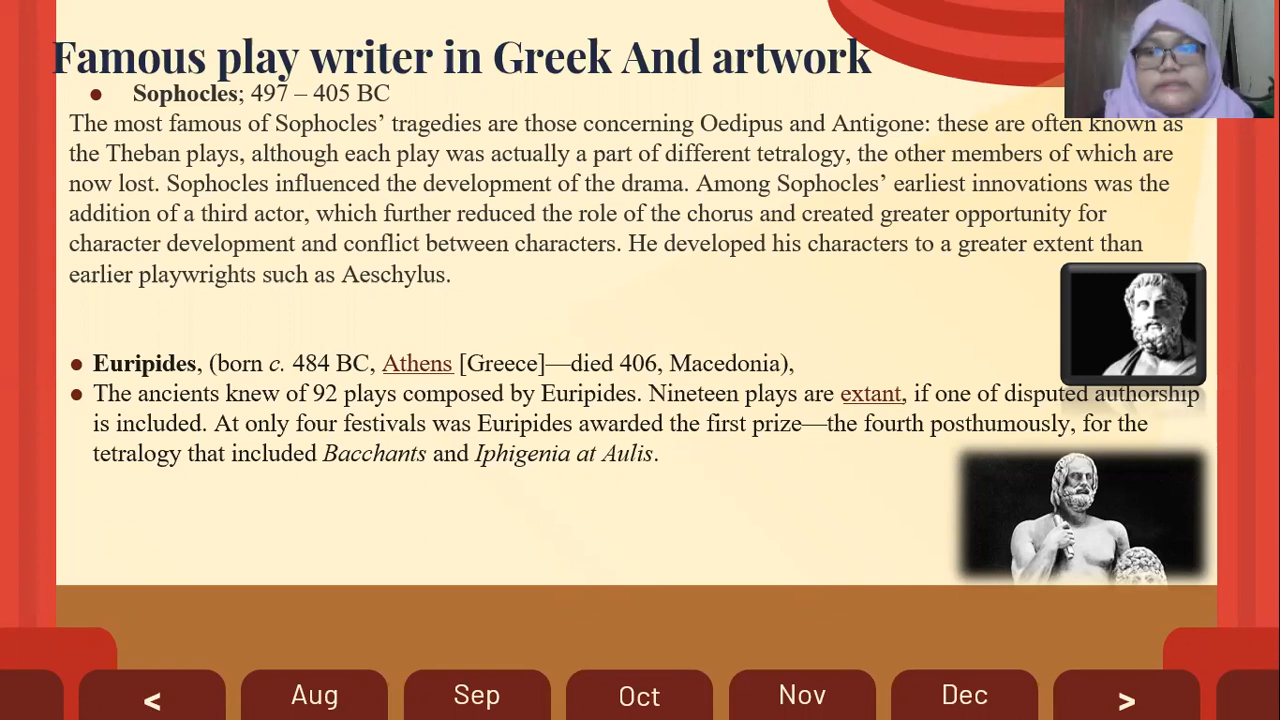 Famous play writer in Greek And artwork
● Sophocles; 497 – 405 BC
The most famous of Sophocles’ tragedies are those concerning Oedipus and Antigone: these are often known as
the Theban plays, although each play was actually a part of different tetralogy, the other members of which are
now lost. Sophocles influenced the development of the drama. Among Sophocles’ earliest innovations was the
addition of a third actor, which further reduced the role of the chorus and created greater opportunity for
character development and conflict between characters. He developed his characters to a greater extent than
earlier playwrights such as Aeschylus.
● Euripides, (born c. 484 BC, Athens [Greece]—died 406, Macedonia),
● The ancients knew of 92 plays composed by Euripides. Nineteen plays are extant, if one of disputed authorship
is included. At only four festivals was Euripides awarded the first prize—the fourth posthumously, for the
tetralogy that included Bacchants and Iphigenia at Aulis.
< Aug Sep Oct Nov Dec >